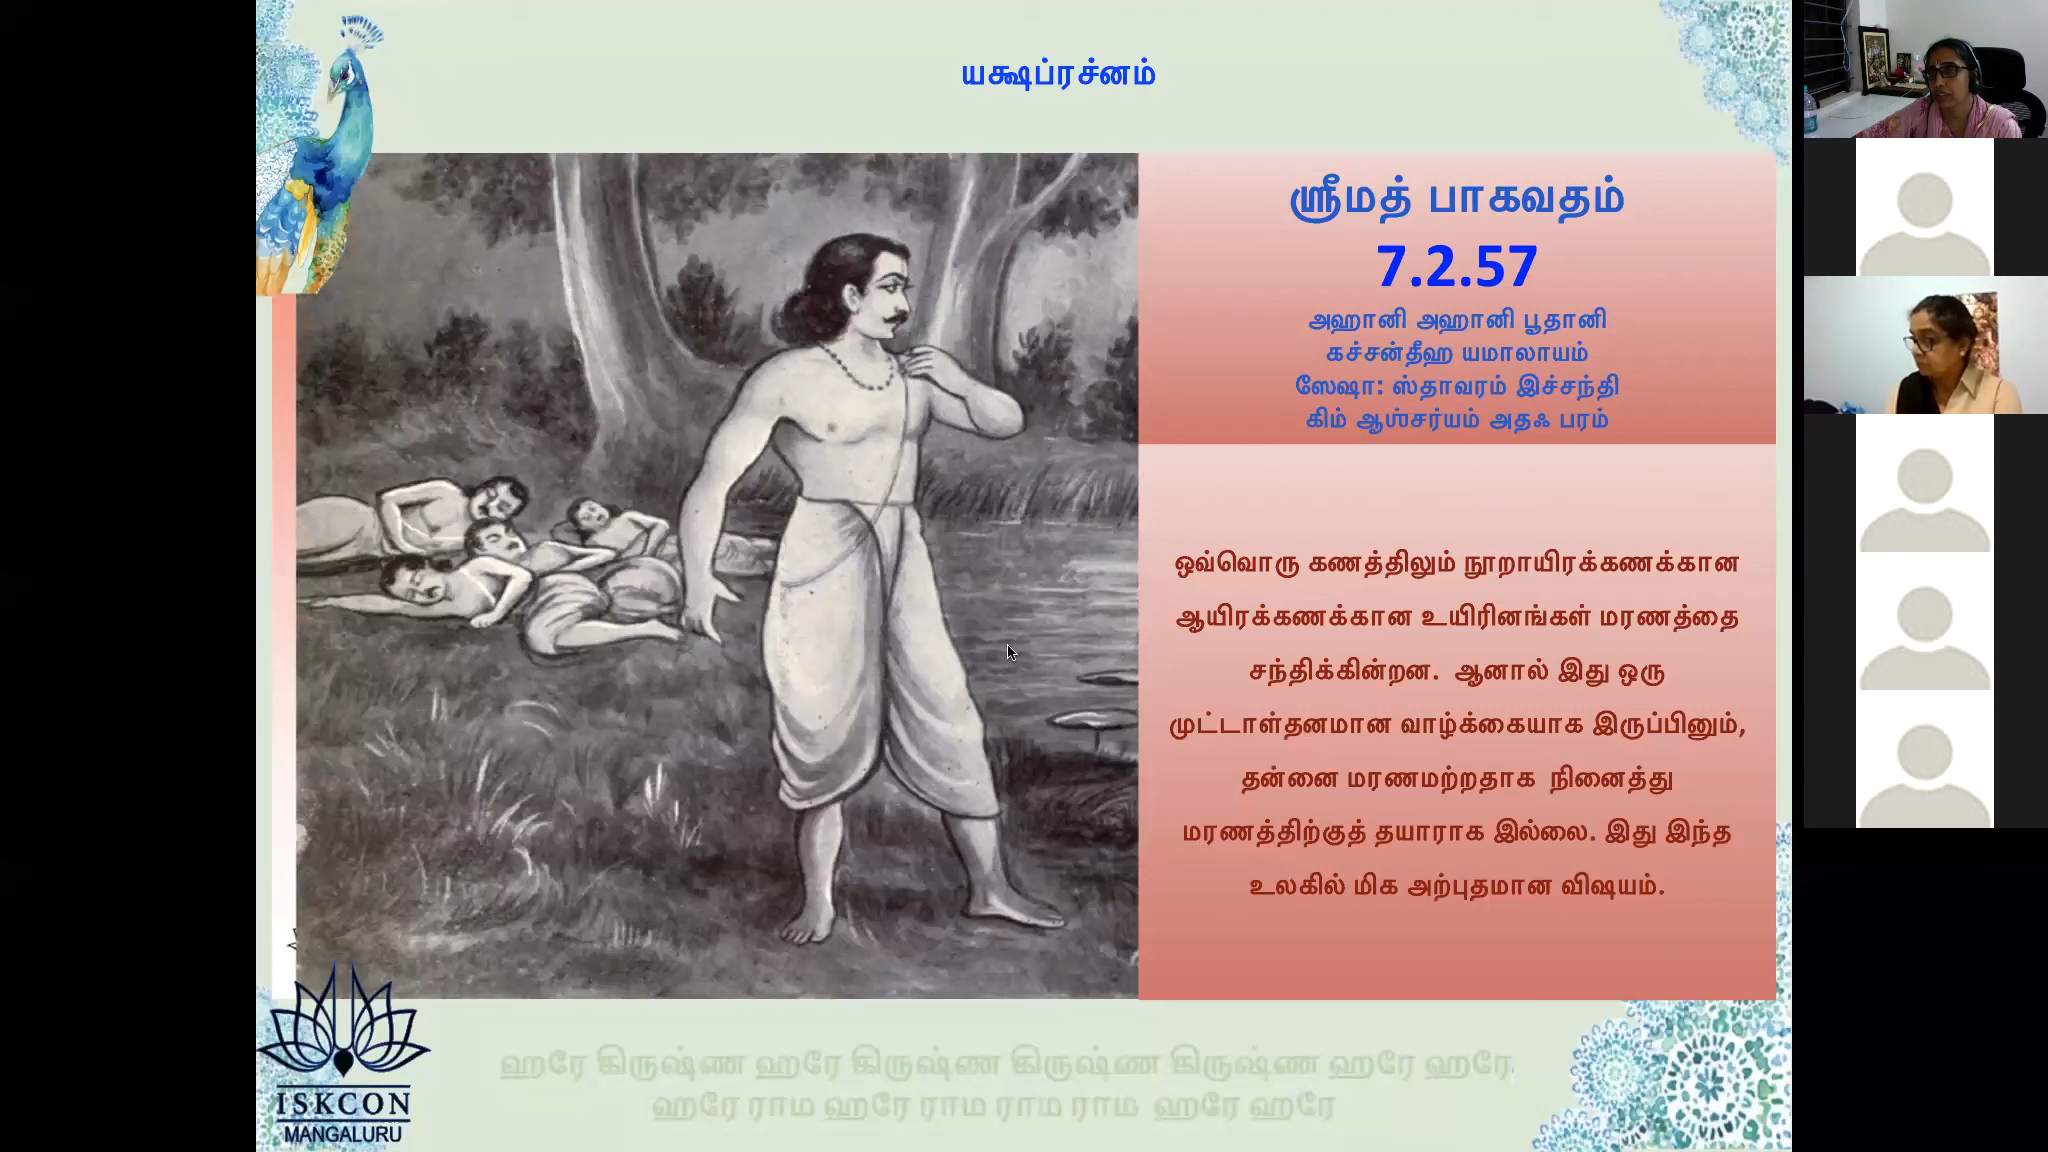 யக்ஷப்ரச்னம்
ஸ்ரீமத் பாகவதம்
7.2.57
அஹானி அஹானி பூதானி
கச்சன்தீஹ யமாலாயம்
ஸேஷா: ஸ்தாவரம் இச்சந்தி
கிம் ஆஶ்சர்யம் அதஃ பரம்
ஒவ்வொரு கணத்திலும் நூறாயிரக்கணக்கான
ஆயிரக்கணக்கான உயிரினங்கள் மரணத்தை
சந்திக்கின்றன. ஆனால் இது ஒரு
முட்டாள்தனமான வாழ்க்கையாக இருப்பினும்,
தன்னை மரணமற்றதாக நினைத்து
மரணத்திற்குத் தயாராக இல்லை. இது இந்த
உலகில் மிக அற்புதமான விஷயம்.
ஹரே கிருஷ்ண ஹரே கிருஷ்ண கிருஷ்ண கிருஷ்ண ஹரே ஹரே
ஹரே ராம ஹரே ராம ராம ராம ஹரே ஹரே
ISKCON
MANGALURU